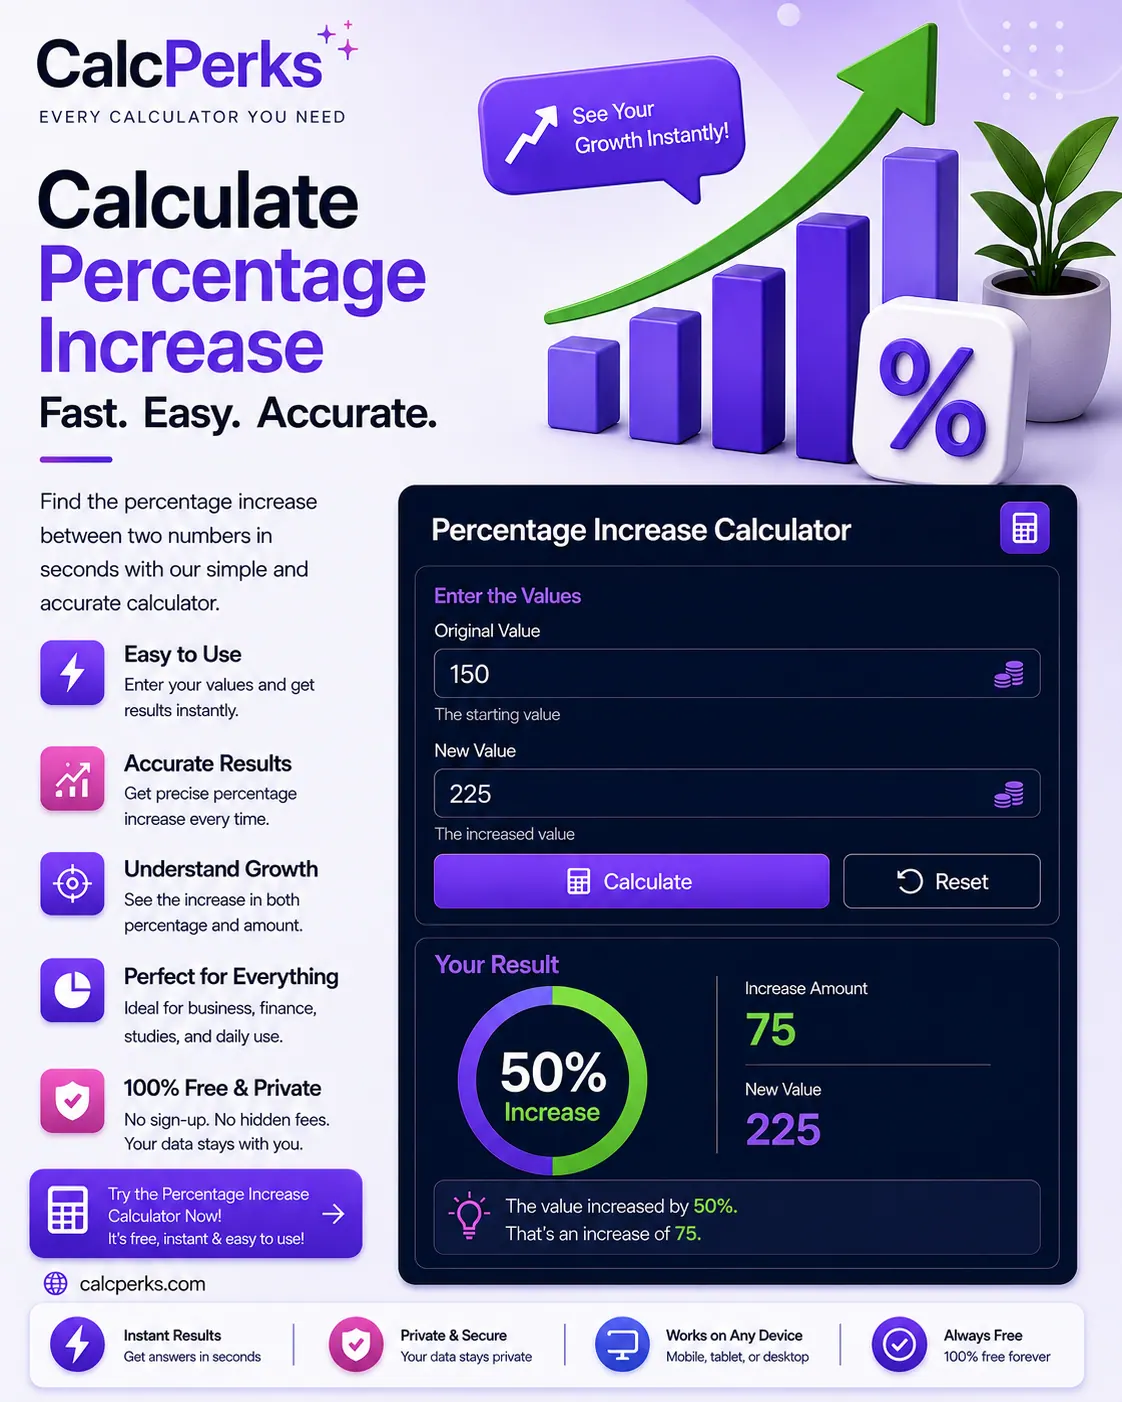 CalcPerks
EVERY CALCULATOR YOU NEED
See Your
Growth Instantly!
Calculate
Percentage
Increase
Fast. Easy. Accurate.
%
Find the percentage increase
between two numbers in
seconds with our simple and
accurate calculator.
Easy to Use
Enter your values and get
results instantly.
Accurate Results
Get precise percentage
increase every time.
Understand Growth
See the increase in both
percentage and amount.
Perfect for Everything
Ideal for business, finance,
studies, and daily use.
100% Free & Private
No sign-up. No hidden fees.
Your data stays with you.
Try the Percentage Increase
Calculator Now!
It's free, instant & easy to use!
calcperks.com
Percentage Increase Calculator
Enter the Values
Original Value
150
The starting value
New Value
225
The increased value
Calculate
Reset
Your Result
50%
Increase
Increase Amount
75
New Value
225
The value increased by 50%.
That's an increase of 75.
Instant Results
Get answers in seconds
Private & Secure
Your data stays private
Works on Any Device
Mobile, tablet, or desktop
Always Free
100% free forever